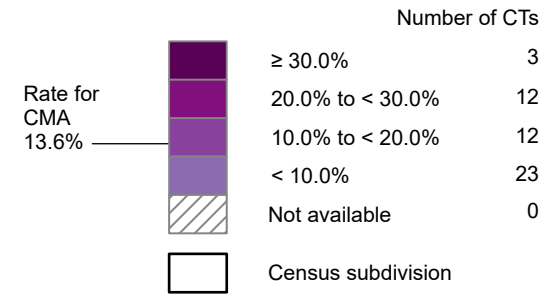 Number of CTs
≥ 30.0% 3
20.0% to < 30.0% 12
Rate for
CMA
13.6%
10.0% to < 20.0% 12
< 10.0% 23
Not available 0
Census subdivision